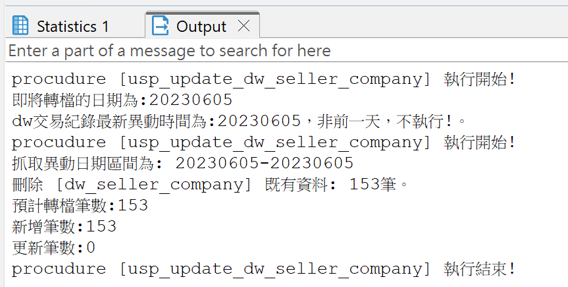 Statistics 1
Output
Enter a part of a message to search for here
procudure [usp_update_dw_seller_company] 執行開始!
即將轉檔的日期為:20230605
dw交易紀錄最新異動時間為:20230605,非前一天,不執行!。
procudure [usp_update_dw_seller_company] 執行開始!
抓取異動日期區間為: 20230605-20230605
刪除 [dw_seller_company] 既有資料: 153筆。
預計轉檔筆數:153
新增筆數:153
更新筆數:0
procudure [usp_update_dw_seller_company] 執行結束!